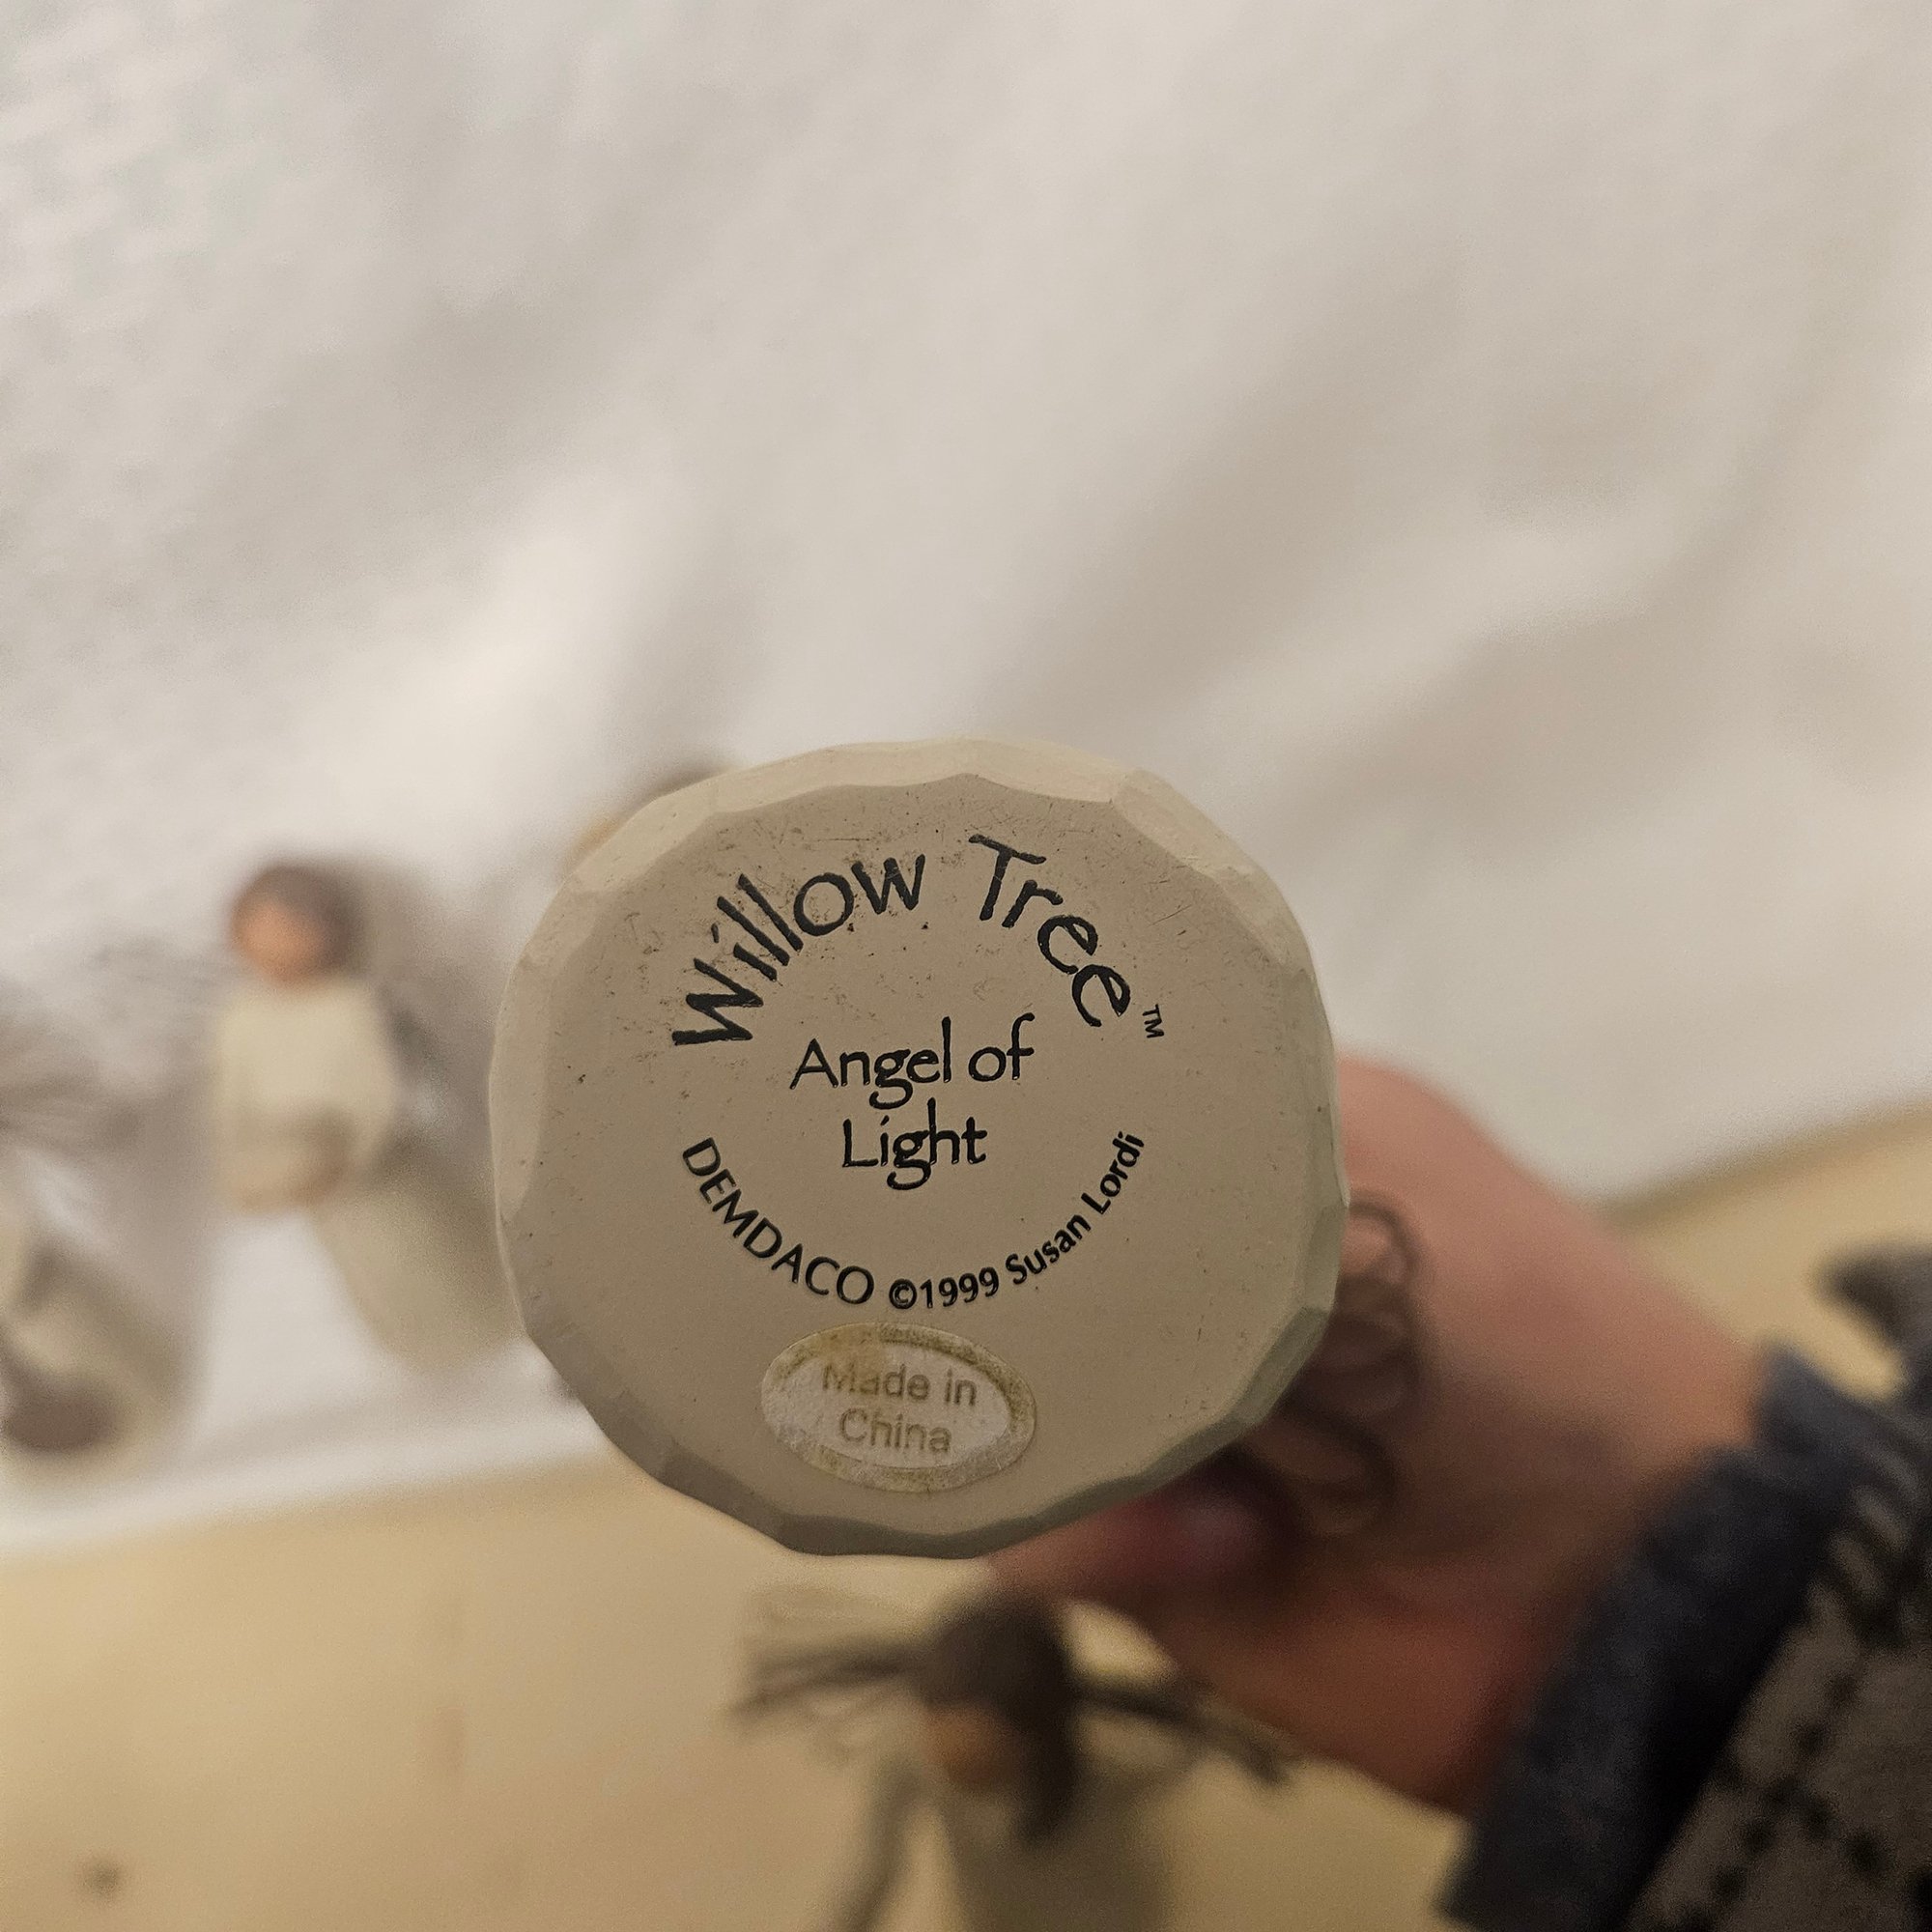 Willow Tree™
Angel of
Light
DEMDACO ©1999 Susan Lordi
Made in
China